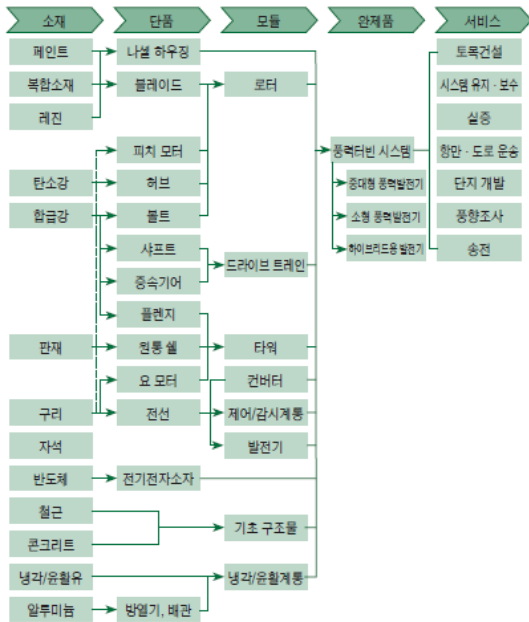 소재
단품
모듈
완제품
서비스
페인트
나셀 하우징
토목건설
복합소재
블레이드
로터
시스템 유지·보수
레진
실증
피치 모터
풍력터빈 시스템
항만·도로 운송
탄소강
허브
중대형 풍력발전기
단지 개발
합급강
볼트
소형 풍력발전기
풍향조사
샤프트
드라이브 트레인
하이브리드용 발전기
송전
증속기어
플렌지
판재
원통 쉘
타워
요 모터
컨버터
구리
전선
제어/감시계통
자석
발전기
반도체
전기전자소자
철근
기초 구조물
콘크리트
냉각/윤활유
냉각/윤활계통
알투미늄
방열기, 배관